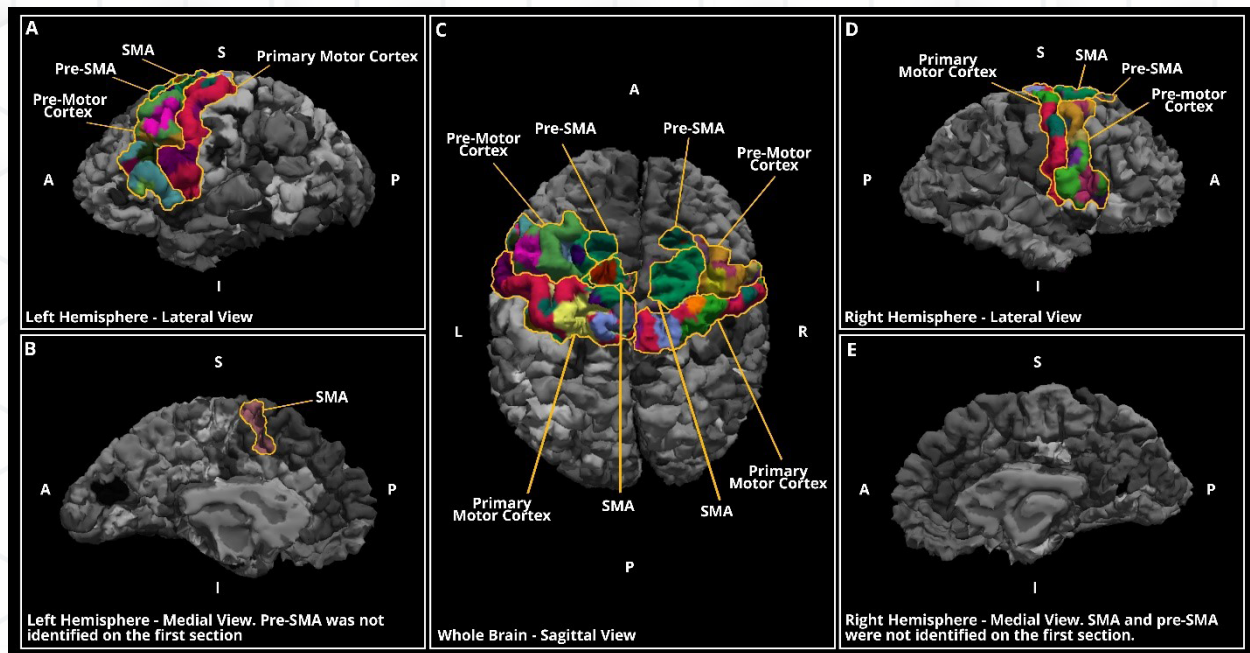 A
S
SMA
Primary Motor Cortex
Pre-SMA
Pre-Motor
Cortex
A
P
I
Left Hemisphere - Lateral View
B
S
SMA
A
P
I
Left Hemisphere - Medial View. Pre-SMA was not
identified on the first section
C
A
Pre-SMA
Pre-SMA
Pre-Motor
Cortex
Pre-Motor
Cortex
L
R
Primary
Motor Cortex
Primary
Motor Cortex
SMA
SMA
P
Whole Brain - Sagittal View
D
S
Primary
Motor Cortex
SMA
Pre-SMA
Pre-motor
Cortex
P
A
I
Right Hemisphere - Lateral View
E
S
A
P
I
Right Hemisphere - Medial View. SMA and pre-SMA
were not identified on the first section.